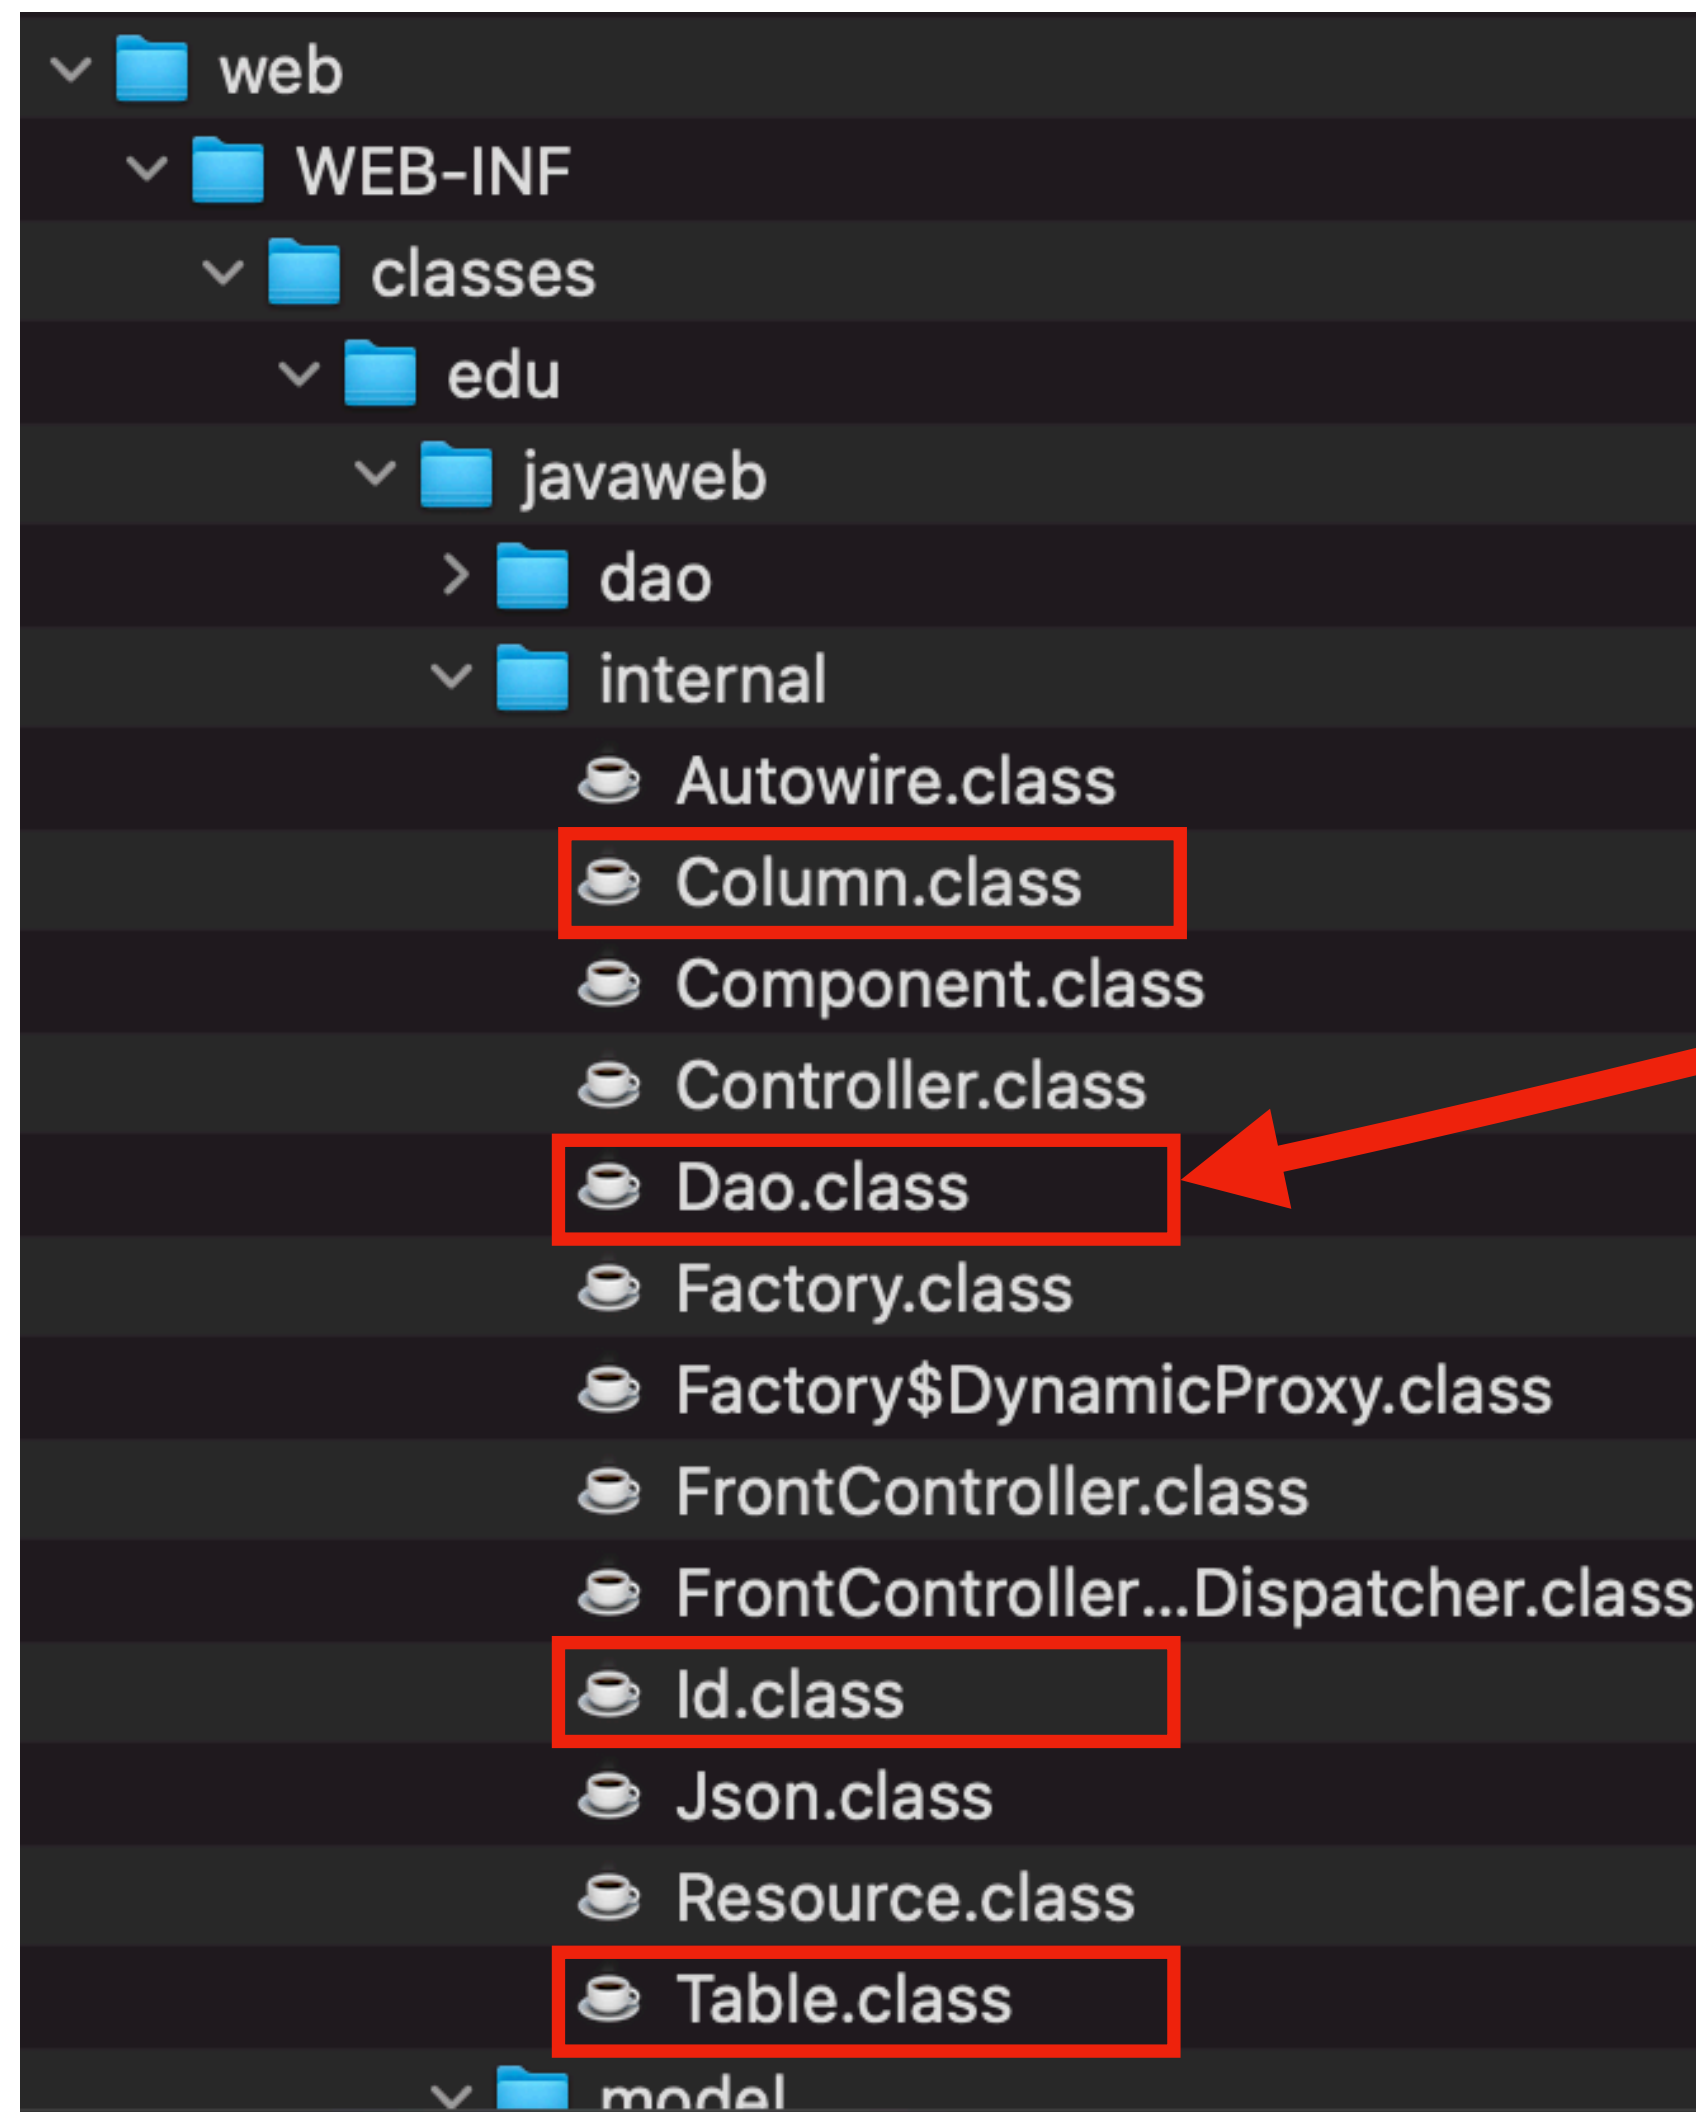 web
WEB-INF
classes
edu
javaweb
dao
internal
Autowire.class
Column.class
Component.class
Controller.class
Dao.class
Factory.class
Factory$DynamicProxy.class
FrontController.class
FrontController...Dispatcher.class
Id.class
Json.class
Resource.class
Table.class
model